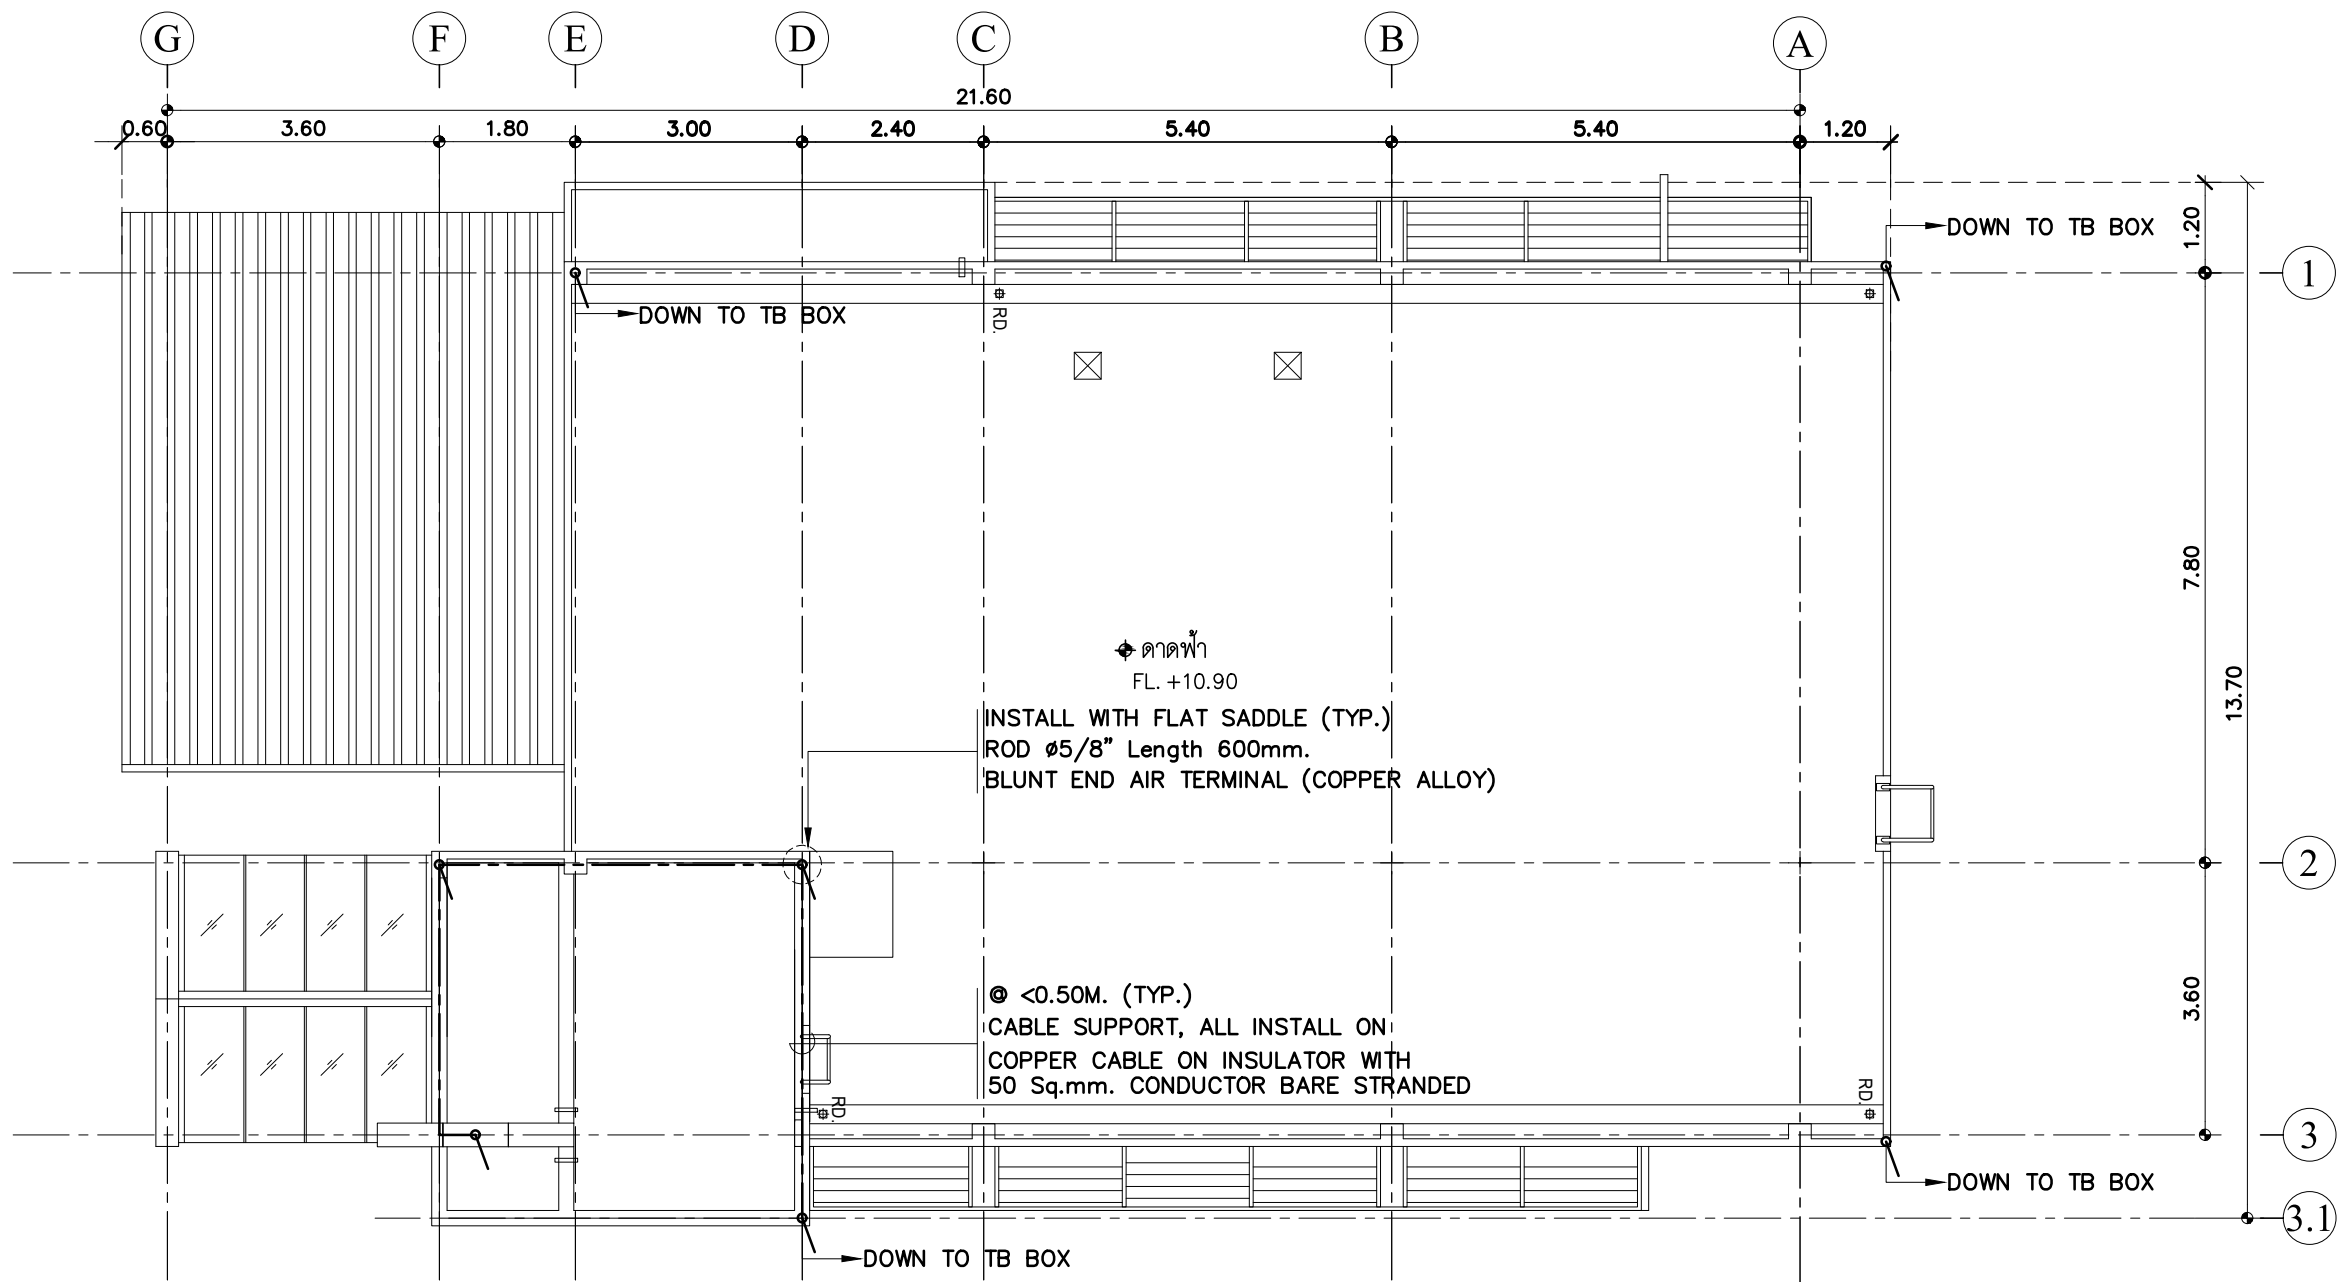 G F E D C B A
21.60
0.60 3.60 1.80 3.00 2.40 5.40 5.40 1.20
1.20
DOWN TO TB BOX
1
DOWN TO TB BOX
RD.
7.80
ดาดฟ้า
FL. +10.90
13.70
INSTALL WITH FLAT SADDLE (TYP.)
ROD ø5/8" Length 600mm.
BLUNT END AIR TERMINAL (COPPER ALLOY)
2
3.60
@ <0.50M. (TYP.)
CABLE SUPPORT, ALL INSTALL ON
COPPER CABLE ON INSULATOR WITH
50 Sq.mm. CONDUCTOR BARE STRANDED
RD.
RD.
3
DOWN TO TB BOX
3.1
DOWN TO TB BOX